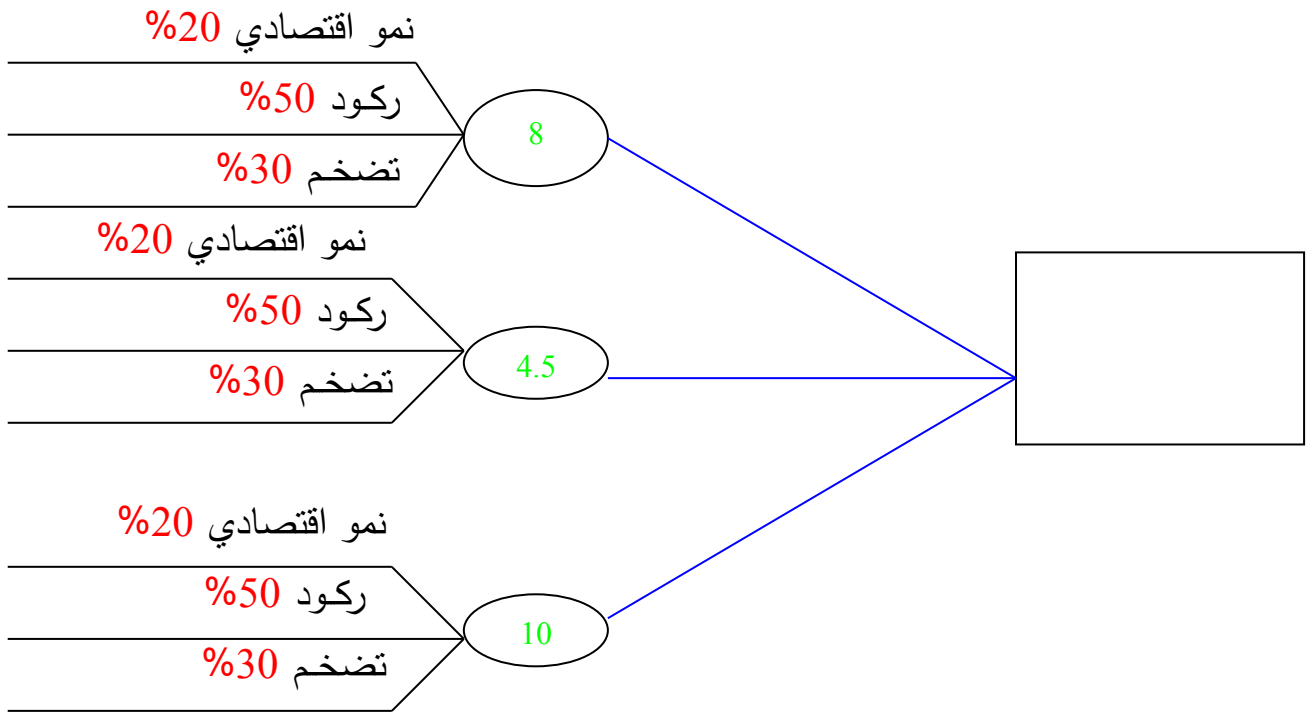 نمو اقتصادي 20%
ركود 50%
8
تضخم 30%
نمو اقتصادي 20%
ركود 50%
4.5
تضخم 30%
نمو اقتصادي 20%
ركود 50%
10
تضخم 30%